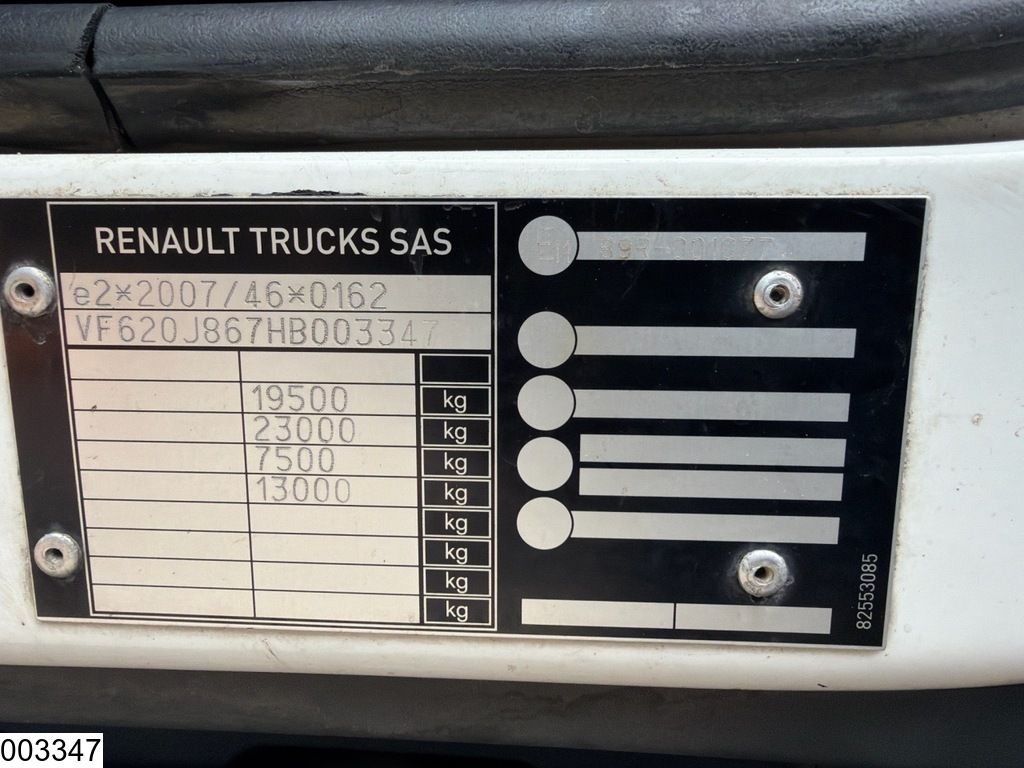 RENAULT TRUCKS SAS
e2*2007/46*0162
VF620J867HB003347
19500 kg
23000 kg
7500 kg
13000 kg
kg
kg
kg
kg
82553085
003347